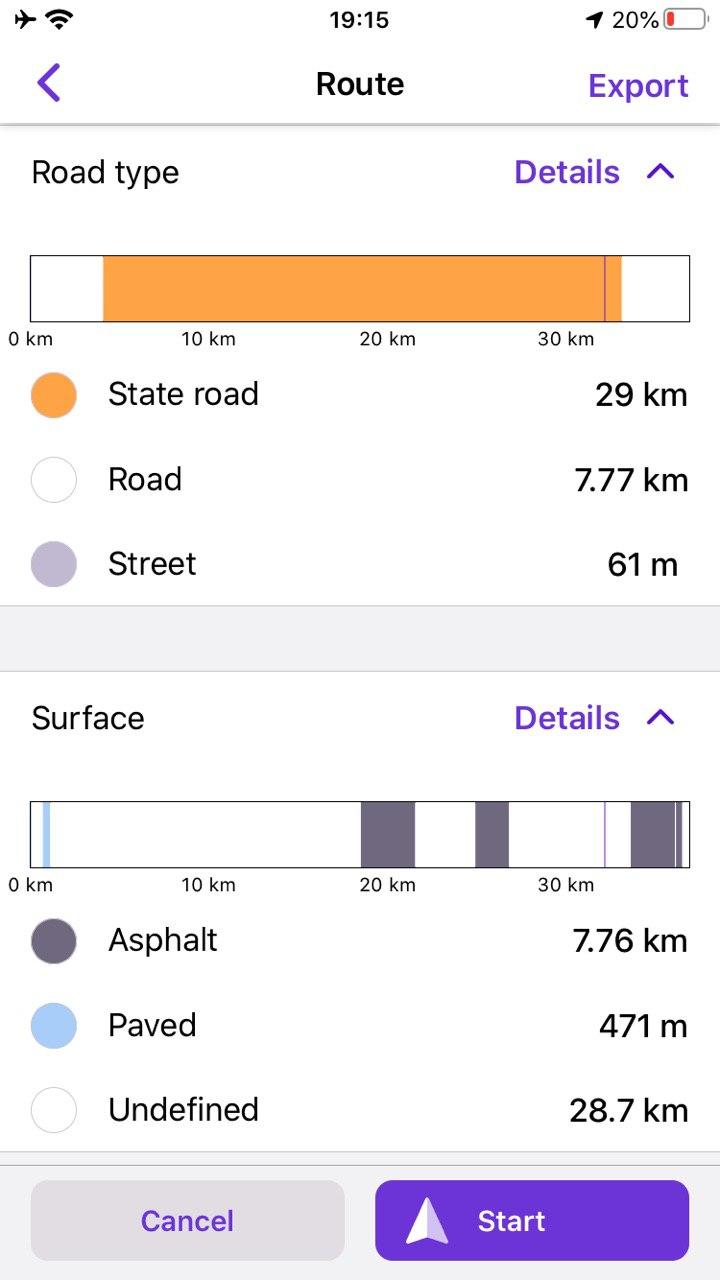 19:15
20%
Route
Export
Road type
Details
0 km 10 km 20 km 30 km
State road 29 km
Road 7.77 km
Street 61 m
Surface
Details
0 km 10 km 20 km 30 km
Asphalt 7.76 km
Paved 471 m
Undefined 28.7 km
Cancel
Start